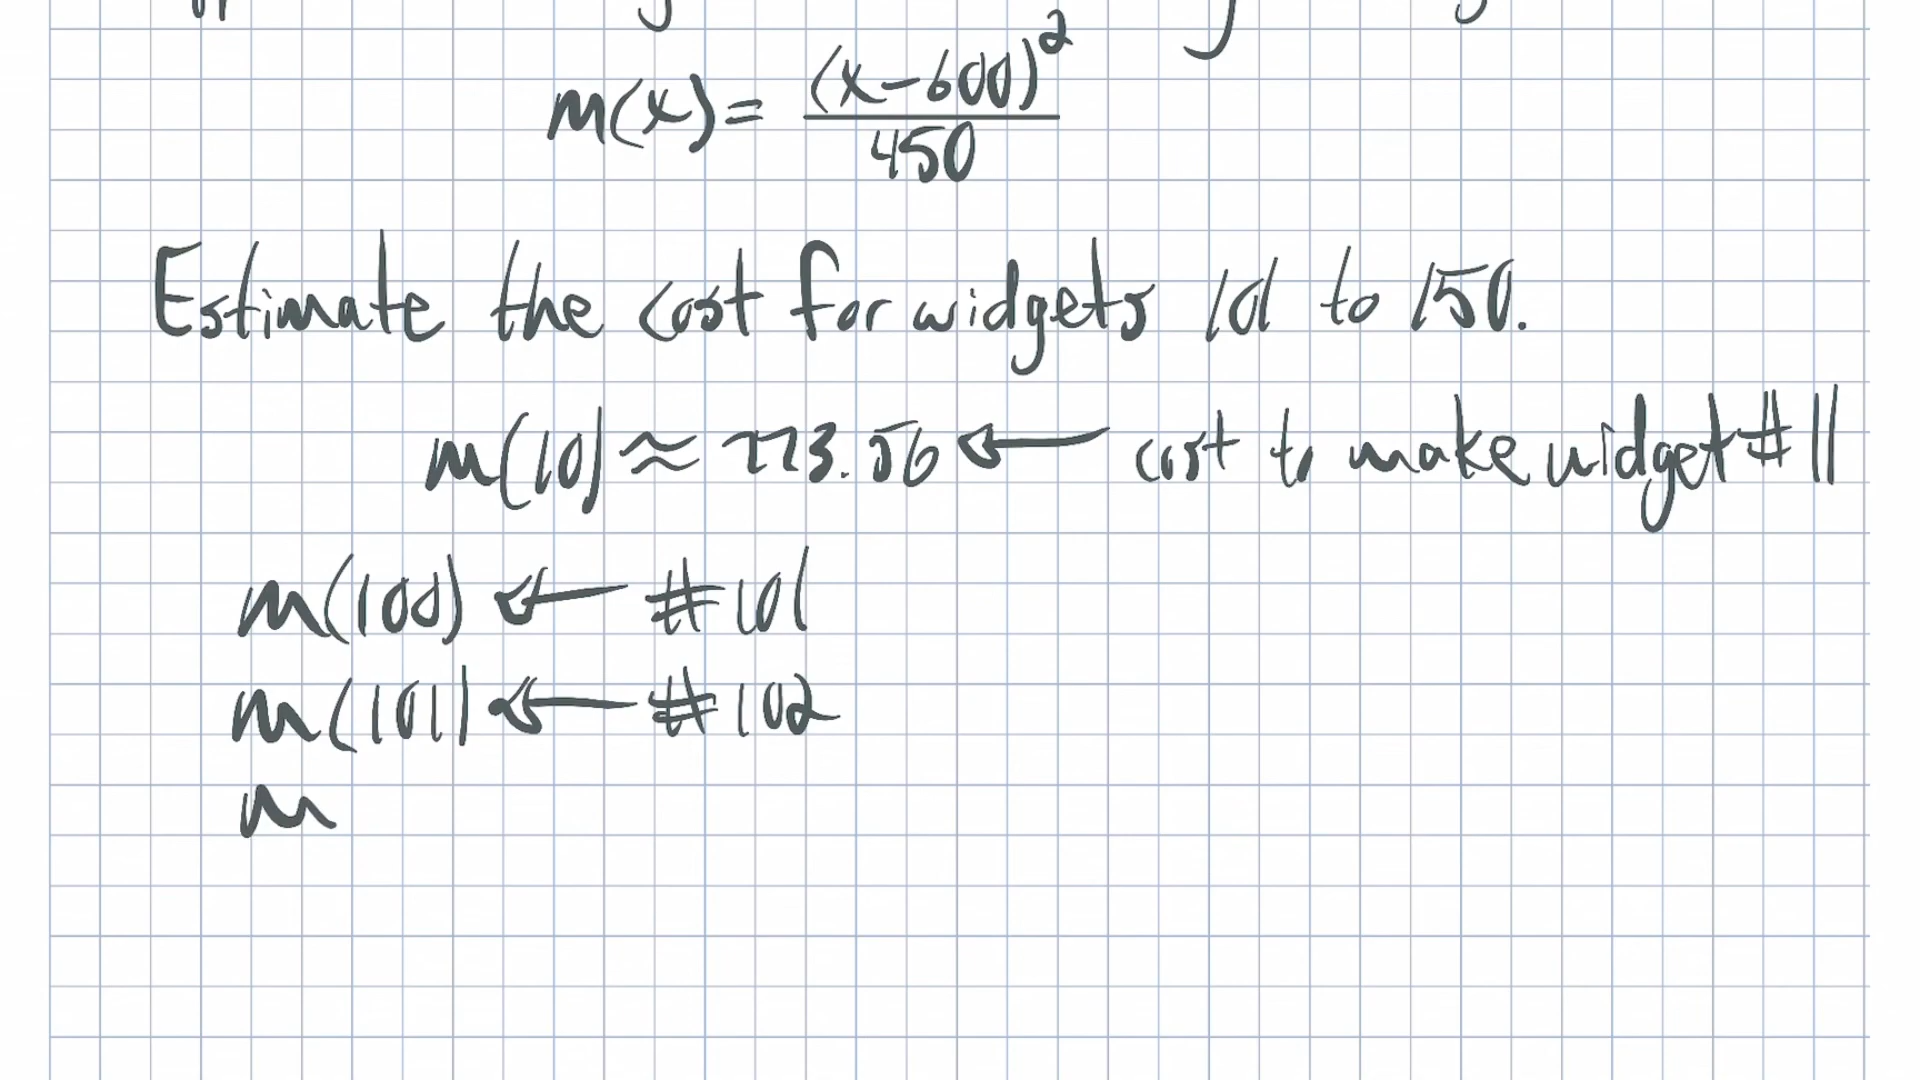 m(x) = (x-600)² / 450
Estimate the cost for widgets 101 to 150.
m(10) ≈ 773.56 ← cost to make widget #11
m(100) ← #101
m(101) ← #102
m